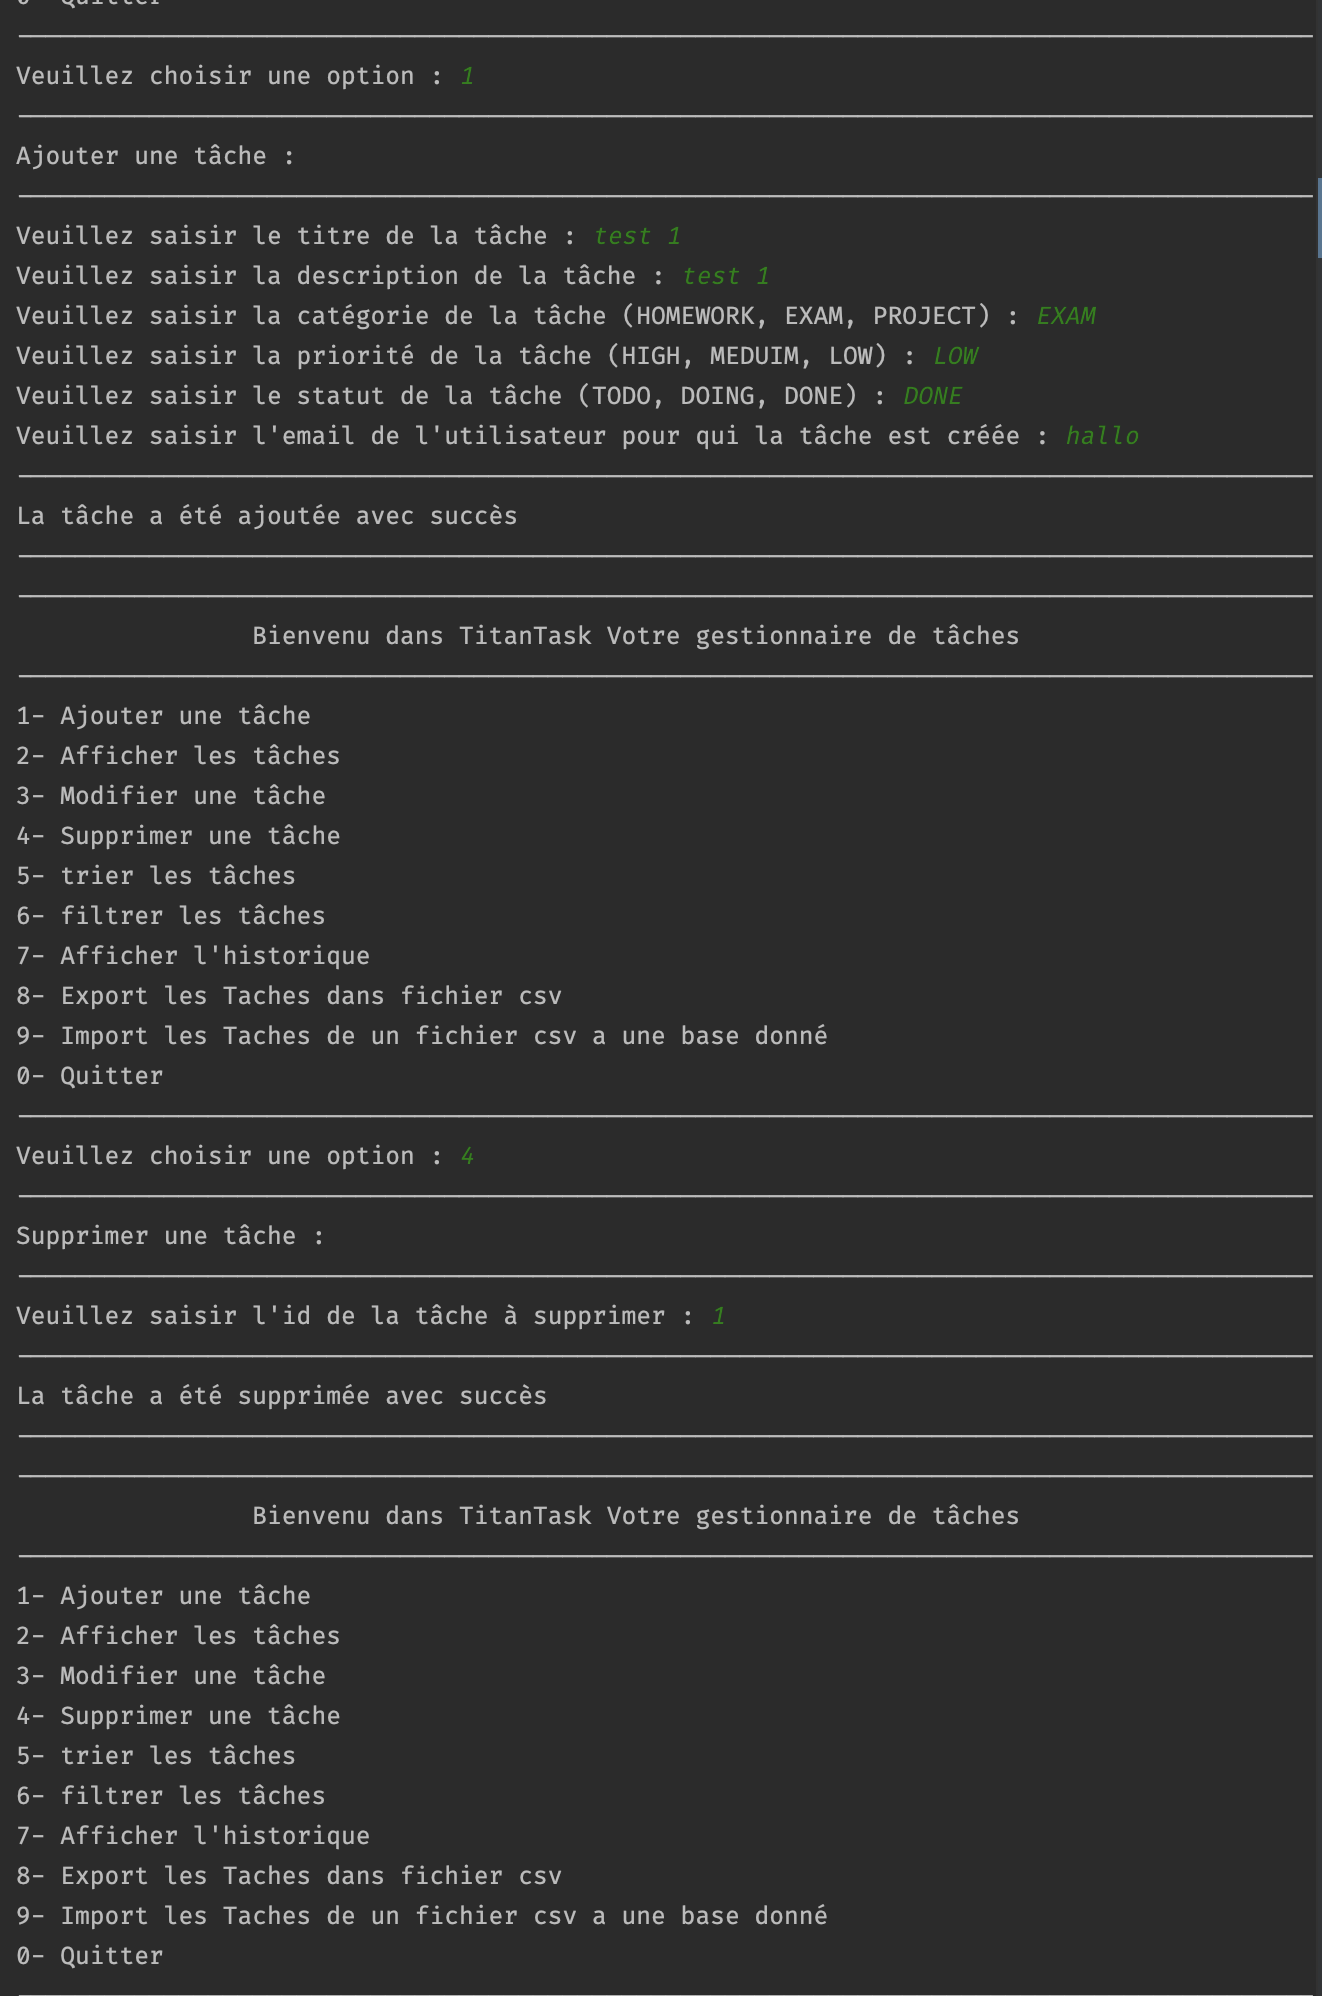 0- Quitter
Veuillez choisir une option : 1
Ajouter une tâche :
Veuillez saisir le titre de la tâche : test 1
Veuillez saisir la description de la tâche : test 1
Veuillez saisir la catégorie de la tâche (HOMEWORK, EXAM, PROJECT) : EXAM
Veuillez saisir la priorité de la tâche (HIGH, MEDUIM, LOW) : LOW
Veuillez saisir le statut de la tâche (TODO, DOING, DONE) : DONE
Veuillez saisir l'email de l'utilisateur pour qui la tâche est créée : hallo
La tâche a été ajoutée avec succès
Bienvenu dans TitanTask Votre gestionnaire de tâches
1- Ajouter une tâche
2- Afficher les tâches
3- Modifier une tâche
4- Supprimer une tâche
5- trier les tâches
6- filtrer les tâches
7- Afficher l'historique
8- Export les Taches dans fichier csv
9- Import les Taches de un fichier csv a une base donné
0- Quitter
Veuillez choisir une option : 4
Supprimer une tâche :
Veuillez saisir l'id de la tâche à supprimer : 1
La tâche a été supprimée avec succès
Bienvenu dans TitanTask Votre gestionnaire de tâches
1- Ajouter une tâche
2- Afficher les tâches
3- Modifier une tâche
4- Supprimer une tâche
5- trier les tâches
6- filtrer les tâches
7- Afficher l'historique
8- Export les Taches dans fichier csv
9- Import les Taches de un fichier csv a une base donné
0- Quitter